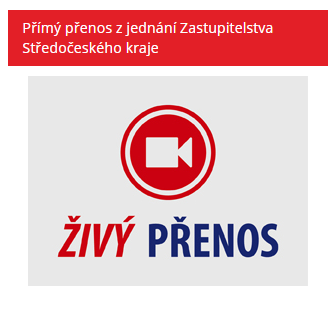 Přímý přenos z jednání Zastupitelstva
Středočeského kraje
ŽIVÝ PŘENOS